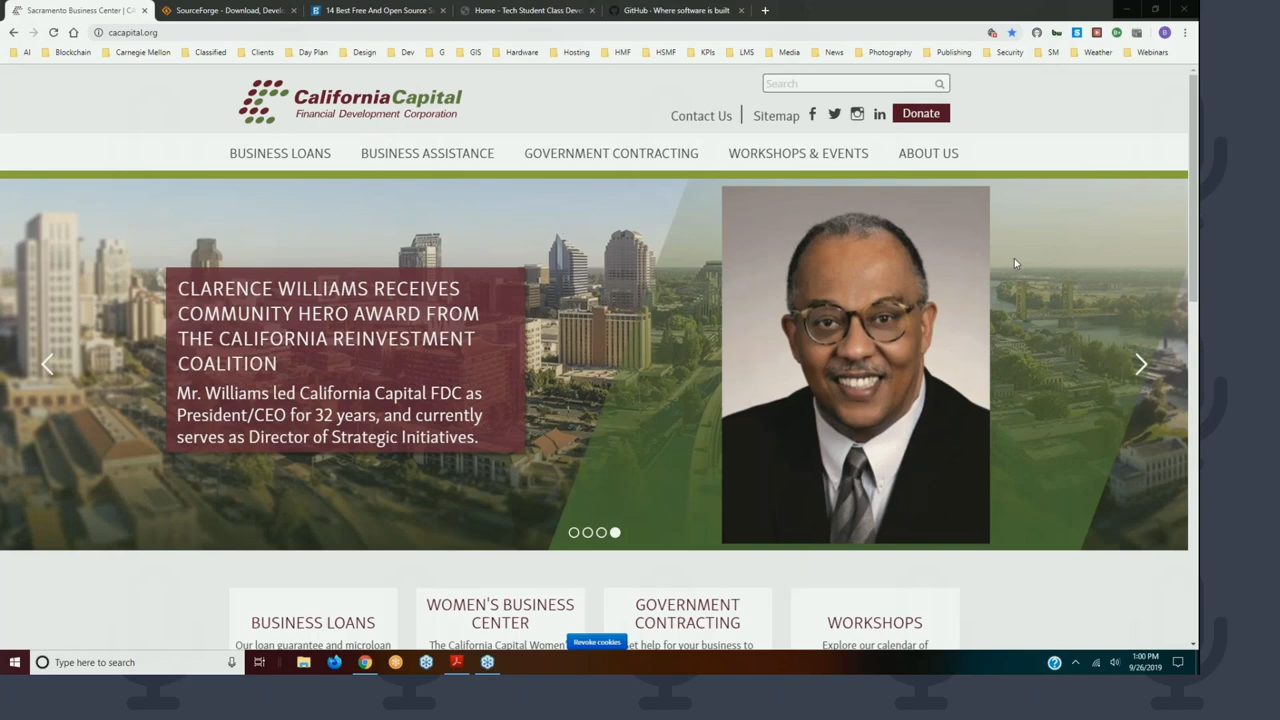 Sacramento Business Center | CA
SourceForge - Download, Develo
14 Best Free And Open Source S
Home - Tech Student Class Deve
GitHub · Where software is built
cacapital.org
AI
Blockchain
Carnegie Mellon
Classified
Clients
Day Plan
Design
Dev
G
GIS
Hardware
Hosting
HMF
HSMF
KPIs
LMS
Media
News
Photography
Publishing
Security
SM
Weather
Webinars
CaliforniaCapital
Financial Development Corporation
Search
Contact Us
Sitemap
Donate
BUSINESS LOANS
BUSINESS ASSISTANCE
GOVERNMENT CONTRACTING
WORKSHOPS & EVENTS
ABOUT US
CLARENCE WILLIAMS RECEIVES
COMMUNITY HERO AWARD FROM
THE CALIFORNIA REINVESTMENT
COALITION
Mr. Williams led California Capital FDC as
President/CEO for 32 years, and currently
serves as Director of Strategic Initiatives.
BUSINESS LOANS
Our loan guarantee and microloan
WOMEN'S BUSINESS
CENTER
The California Capital Women
GOVERNMENT
CONTRACTING
et help for your business to
WORKSHOPS
Explore our calendar of
Revoke cookies
Type here to search
1:00 PM
9/26/2019